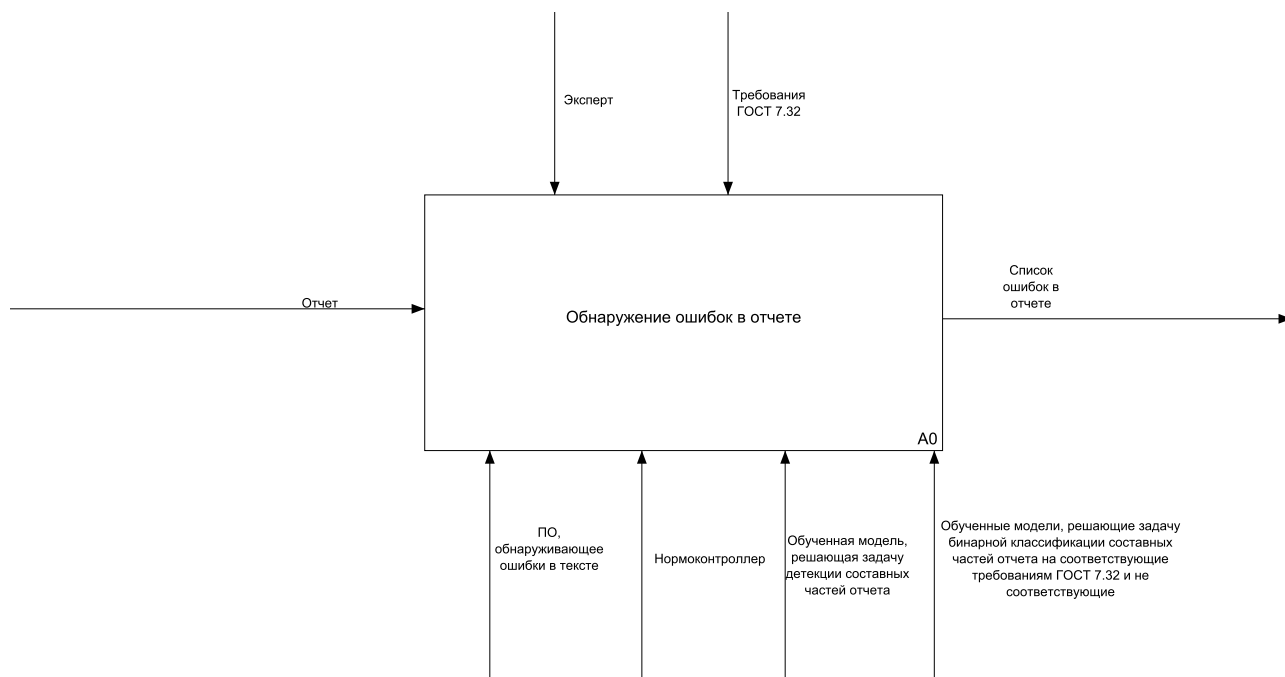 Эксперт
Требования
ГОСТ 7.32
Отчет
Обнаружение ошибок в отчете
Список
ошибок в
отчете
A0
ПО,
обнаруживающее
ошибки в тексте
Нормоконтроллер
Обученная модель,
решающая задачу
детекции составных
частей отчета
Обученные модели, решающие задачу
бинарной классификации составных
частей отчета на соответствующие
требованиям ГОСТ 7.32 и не
соответствующие